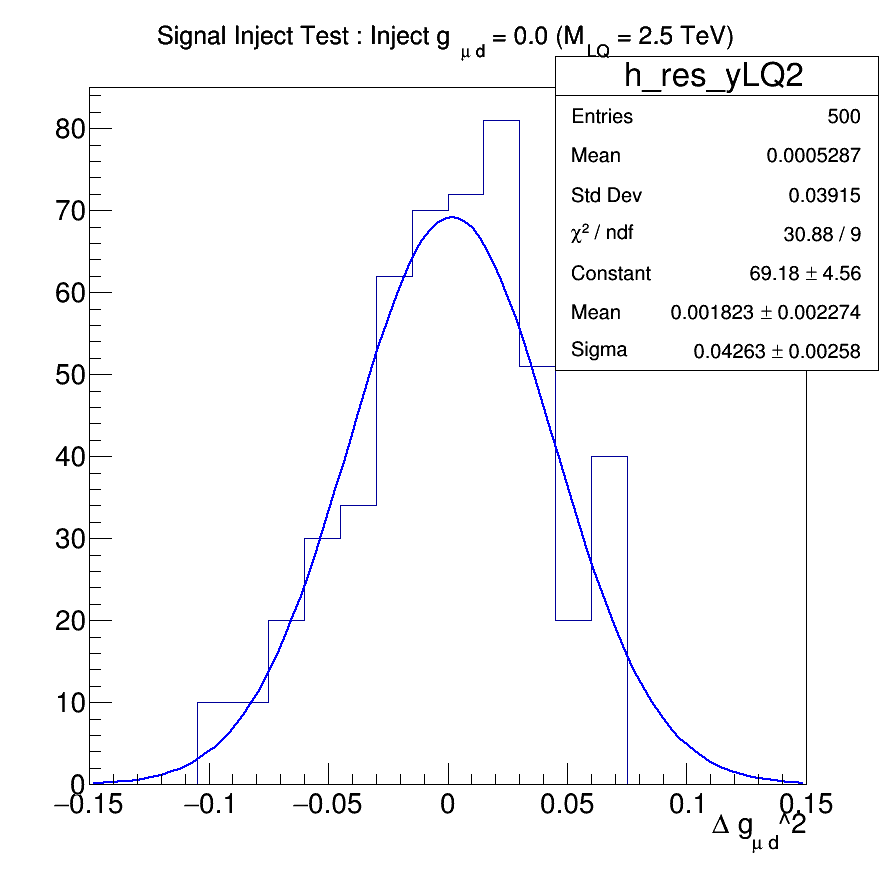 Signal Inject Test : Inject g μ d = 0.0 (M LQ = 2.5 TeV)
h_res_yLQ2
Entries 500
Mean 0.0005287
Std Dev 0.03915
χ² / ndf 30.88 / 9
Constant 69.18 ± 4.56
Mean 0.001823 ± 0.002274
Sigma 0.04263 ± 0.00258
80
70
60
50
40
30
20
10
0
−0.15 −0.1 −0.05 0 0.05 0.1 0.15
Δ g μ d ^2